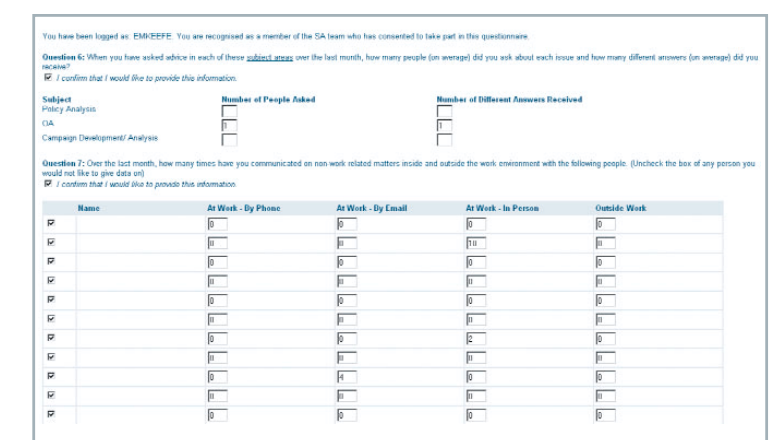 You have been logged as: EMKEEFE. You are recognised as a member of the SA team who has consented to take part in this questionnaire.
Question 6: When you have asked advice in each of these subject areas over the last month, how many people (on average) did you ask about each issue and how many different answers (on average) did you
receive?
I confirm that I would like to provide this information.
Subject Number of People Asked Number of Different Answers Received
Policy Analysis
OA 1 1
Campaign Development/ Analysis
Question 7: Over the last month, how many times have you communicated on non work related matters inside and outside the work environment with the following people. (Uncheck the box of any person you
would not like to give data on)
I confirm that I would like to provide this information.
Name At Work - By Phone At Work - By Email At Work - In Person Outside Work
0 0 0 0
0 0 10 0
0 0 0 0
0 0 0 0
0 0 0 0
0 0 0 0
0 0 2 0
0 0 0 0
0 4 0 0
0 0 0 0
0 0 0 0